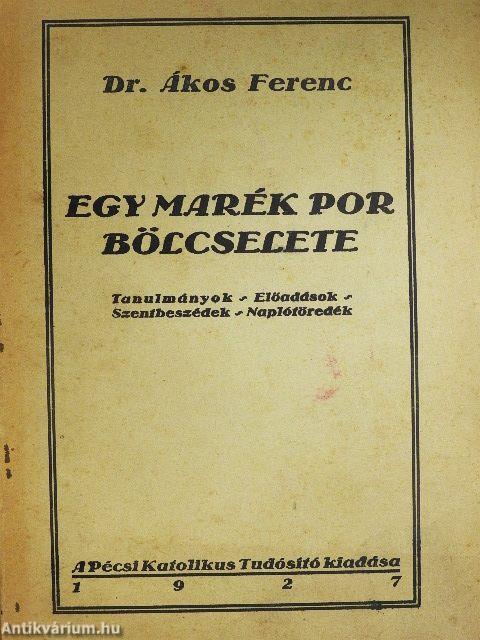 Dr. Ákos Ferenc
EGY MARÉK POR
BÖLCSELETE
Tanulmányok ~ Előadások ~
Szentbeszédek ~ Naplótöredék
A Pécsi Katolikus Tudósító kiadása
1 9 2 7
Antikvárium.hu